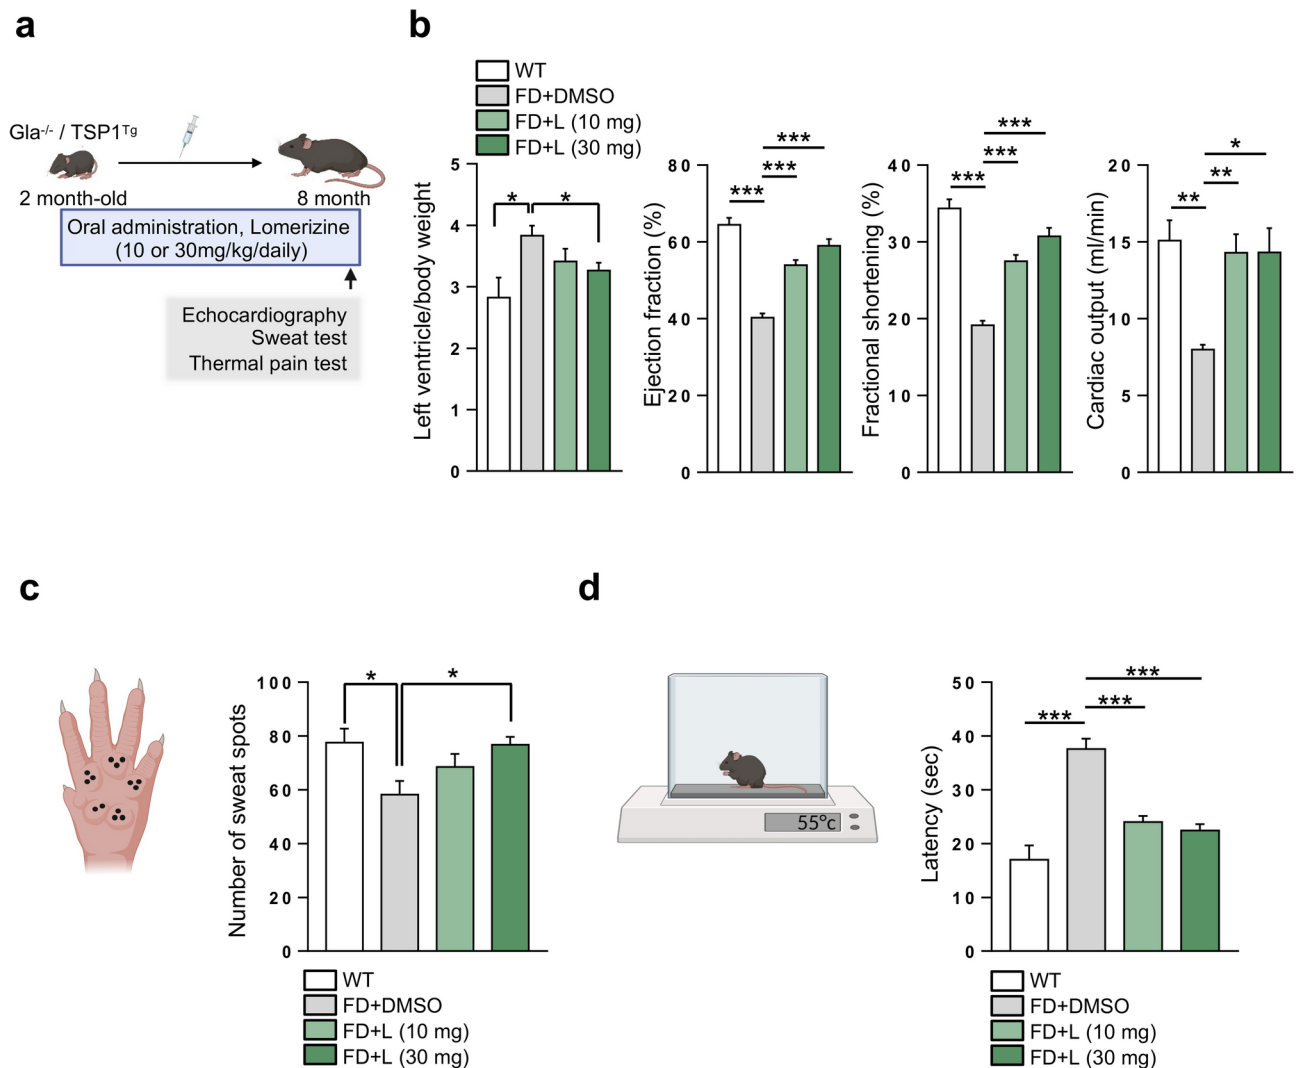 a
Gla-/- / TSP1Tg
2 month-old
8 month
Oral administration, Lomerizine
(10 or 30mg/kg/daily)
Echocardiography
Sweat test
Thermal pain test
b
WT
FD+DMSO
FD+L (10 mg)
FD+L (30 mg)
Left ventricle/body weight
5
4
3
2
1
0
*
*
Ejection fraction (%)
80
60
40
20
0
***
***
***
Fractional shortening (%)
40
30
20
10
0
***
***
***
Cardiac output (ml/min)
20
15
10
5
0
*
**
**
c
Number of sweat spots
100
80
60
40
20
0
*
*
WT
FD+DMSO
FD+L (10 mg)
FD+L (30 mg)
d
55°c
Latency (sec)
50
40
30
20
10
0
***
***
***
WT
FD+DMSO
FD+L (10 mg)
FD+L (30 mg)